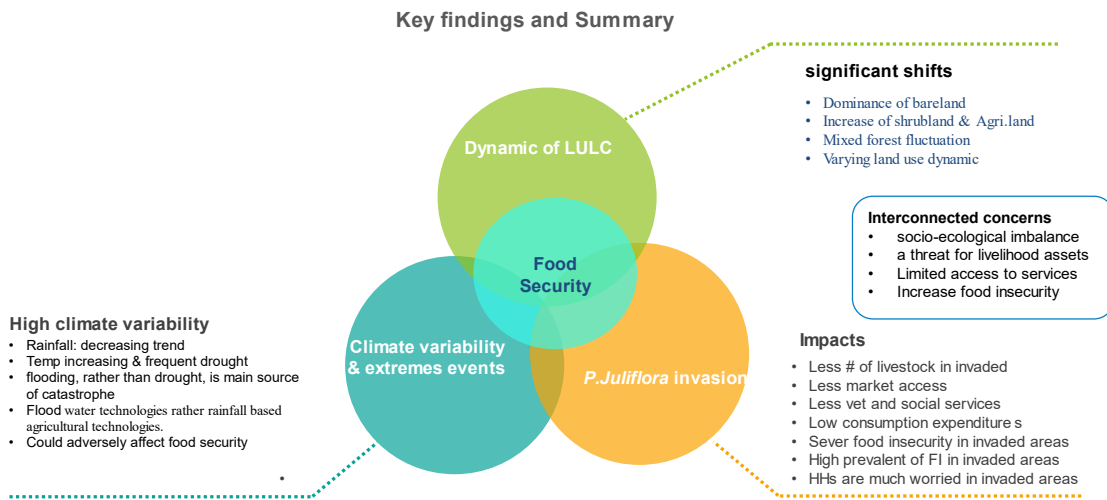 Key findings and Summary
significant shifts
• Dominance of bareland
• Increase of shrubland & Agri.land
• Mixed forest fluctuation
• Varying land use dynamic
Dynamic of LULC
Interconnected concerns
• socio-ecological imbalance
• a threat for livelihood assets
• Limited access to services
• Increase food insecurity
Food
Security
High climate variability
• Rainfall: decreasing trend
• Temp increasing & frequent drought
• flooding, rather than drought, is main source
of catastrophe
• Flood water technologies rather rainfall based
agricultural technologies.
• Could adversely affect food security
•
Climate variability
& extremes events
P.Juliflora invasion
Impacts
• Less # of livestock in invaded
• Less market access
• Less vet and social services
• Low consumption expenditure s
• Sever food insecurity in invaded areas
• High prevalent of FI in invaded areas
• HHs are much worried in invaded areas